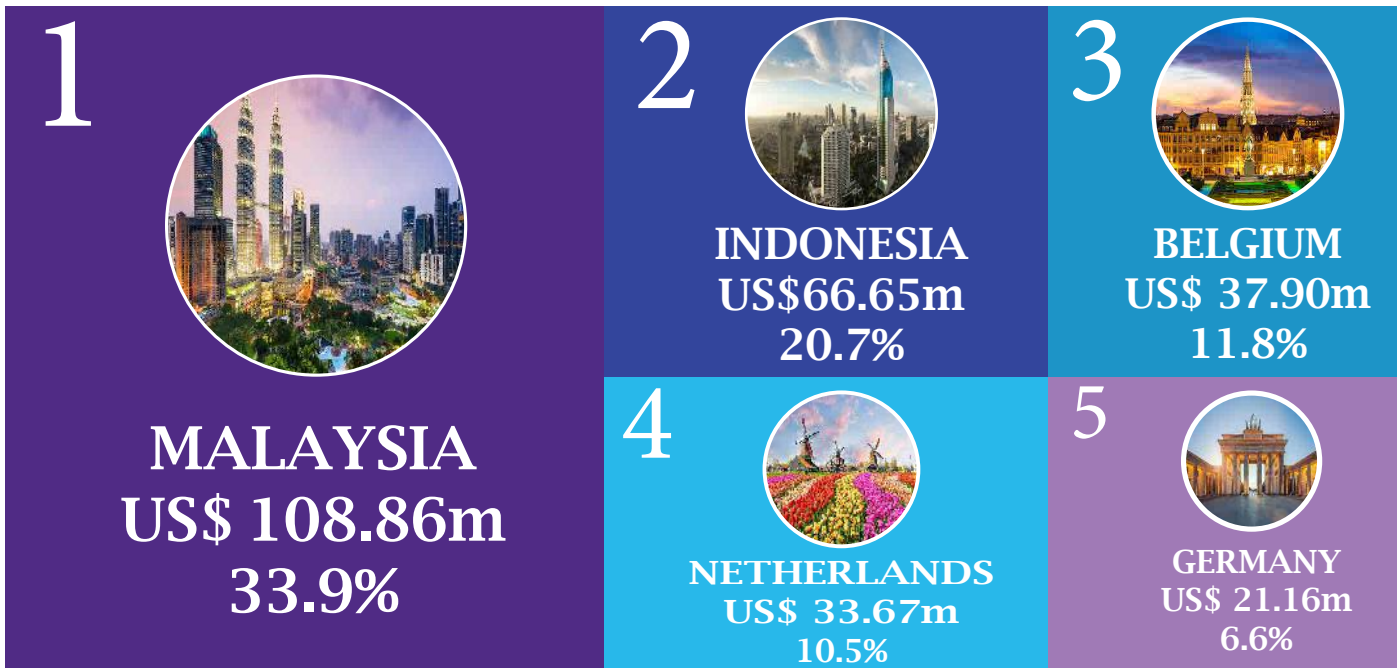 1
MALAYSIA
US$ 108.86m
33.9%
2
INDONESIA
US$66.65m
20.7%
3
BELGIUM
US$ 37.90m
11.8%
4
NETHERLANDS
US$ 33.67m
10.5%
5
GERMANY
US$ 21.16m
6.6%